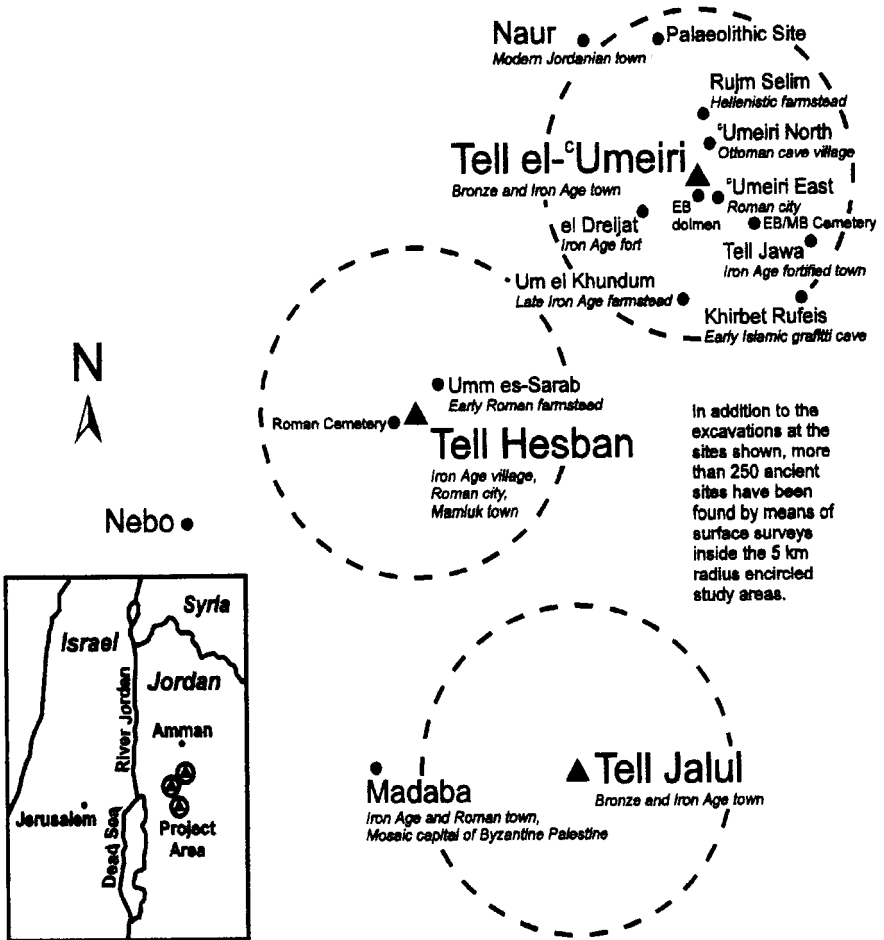 Naur
Modern Jordanian town
Palaeolithic Site
Rujm Selim
Hellenistic farmstead
ᶜUmeiri North
Ottoman cave village
Tell el-ᶜUmeiri
Bronze and Iron Age town
ᶜUmeiri East
Roman city
EB
dolmen
EB/MB Cemetery
el Dreijat
Iron Age fort
Tell Jawa
Iron Age fortified town
Um el Khundum
Late Iron Age farmstead
Khirbet Rufeis
Early Islamic grafitti cave
N
Umm es-Sarab
Early Roman farmstead
Roman Cemetery
Tell Hesban
Iron Age village,
Roman city,
Mamluk town
In addition to the
excavations at the
sites shown, more
than 250 ancient
sites have been
found by means of
surface surveys
inside the 5 km
radius encircled
study areas.
Nebo
Syria
Israel
Jordan
River Jordan
Amman
Jerusalem
Dead Sea
Project
Area
Madaba
Iron Age and Roman town,
Mosaic capital of Byzantine Palestine
Tell Jalul
Bronze and Iron Age town